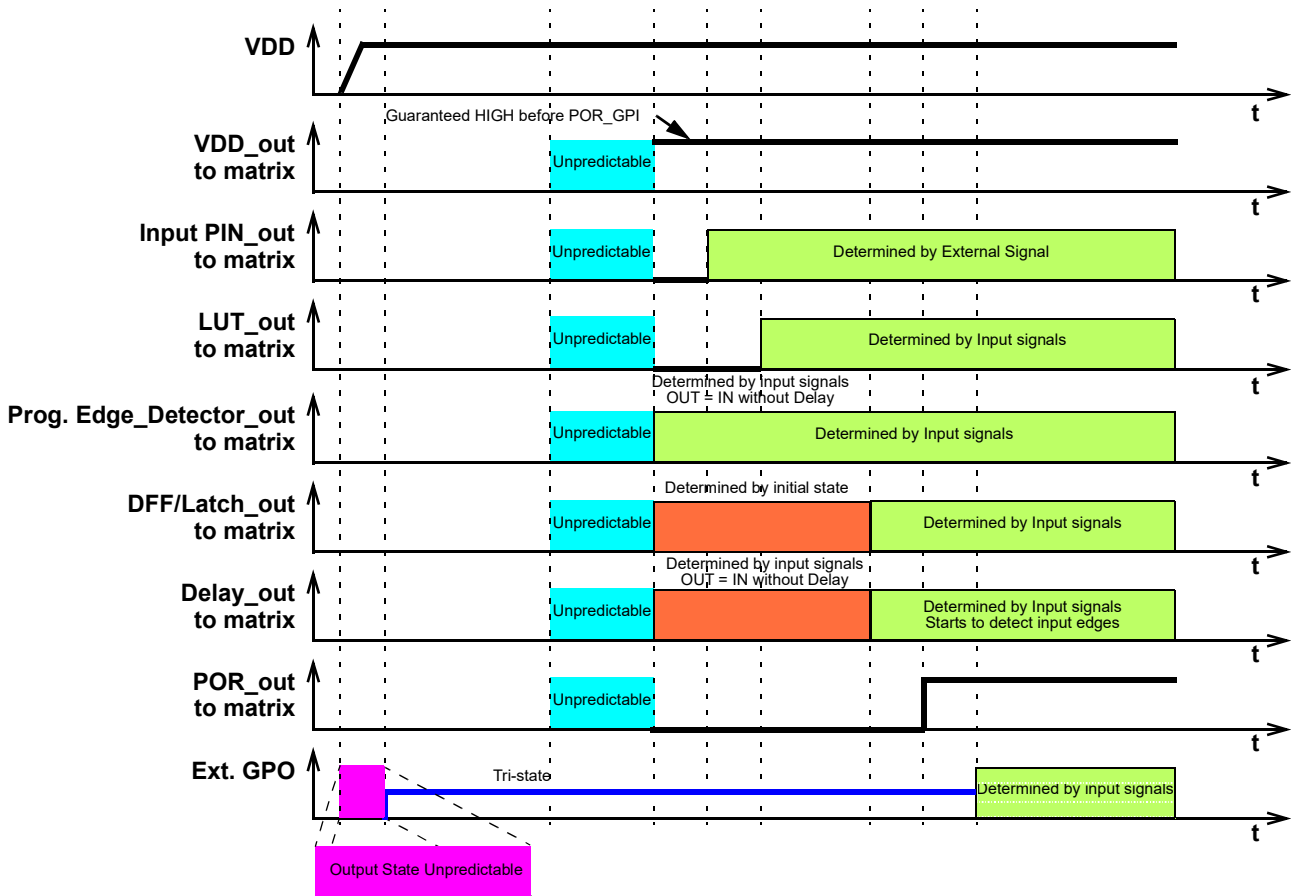 VDD
t
Guaranteed HIGH before POR_GPI
VDD_out
to matrix
Unpredictable
t
Input PIN_out
to matrix
Unpredictable
Determined by External Signal
t
LUT_out
to matrix
Unpredictable
Determined by Input signals
t
Determined by input signals
OUT = IN without Delay
Prog. Edge_Detector_out
to matrix
Unpredictable
Determined by Input signals
t
Determined by initial state
DFF/Latch_out
to matrix
Unpredictable
Determined by Input signals
t
Determined by input signals
OUT = IN without Delay
Delay_out
to matrix
Unpredictable
Determined by Input signals
Starts to detect input edges
t
POR_out
to matrix
Unpredictable
t
Ext. GPO
Tri-state
Determined by input signals
t
Output State Unpredictable